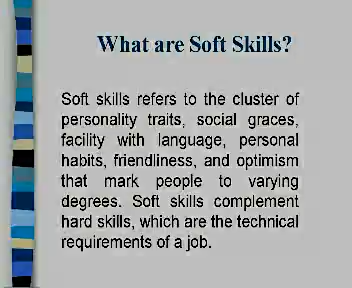 What are Soft Skills?
Soft skills refers to the cluster of
personality traits, social graces,
facility with language, personal
habits, friendliness, and optimism
that mark people to varying
degrees. Soft skills complement
hard skills, which are the technical
requirements of a job.